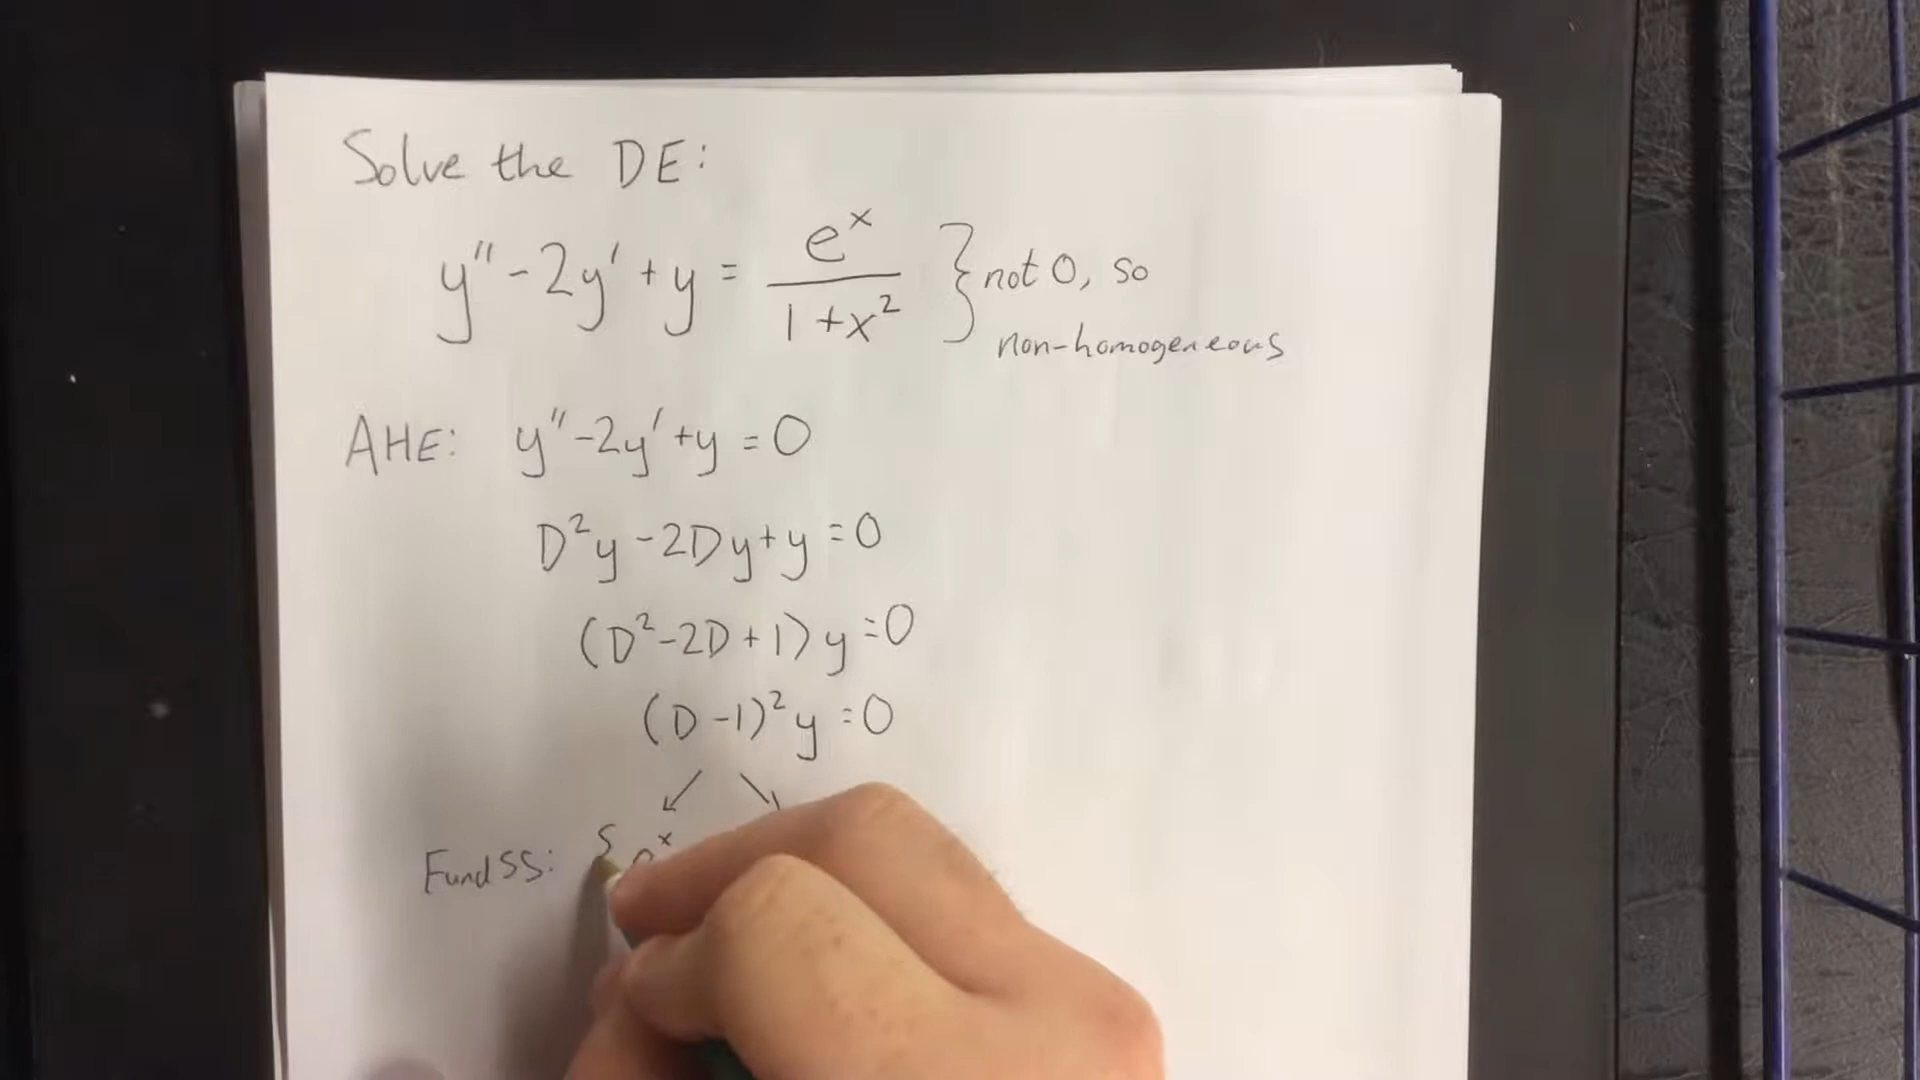 Solve the DE:
y'' - 2y' + y = e^x / (1 + x^2) } not 0, so
non-homogeneous
AHE: y'' - 2y' + y = 0
D^2y - 2Dy + y = 0
(D^2 - 2D + 1) y = 0
(D - 1)^2 y = 0
Fund SS: { e^x